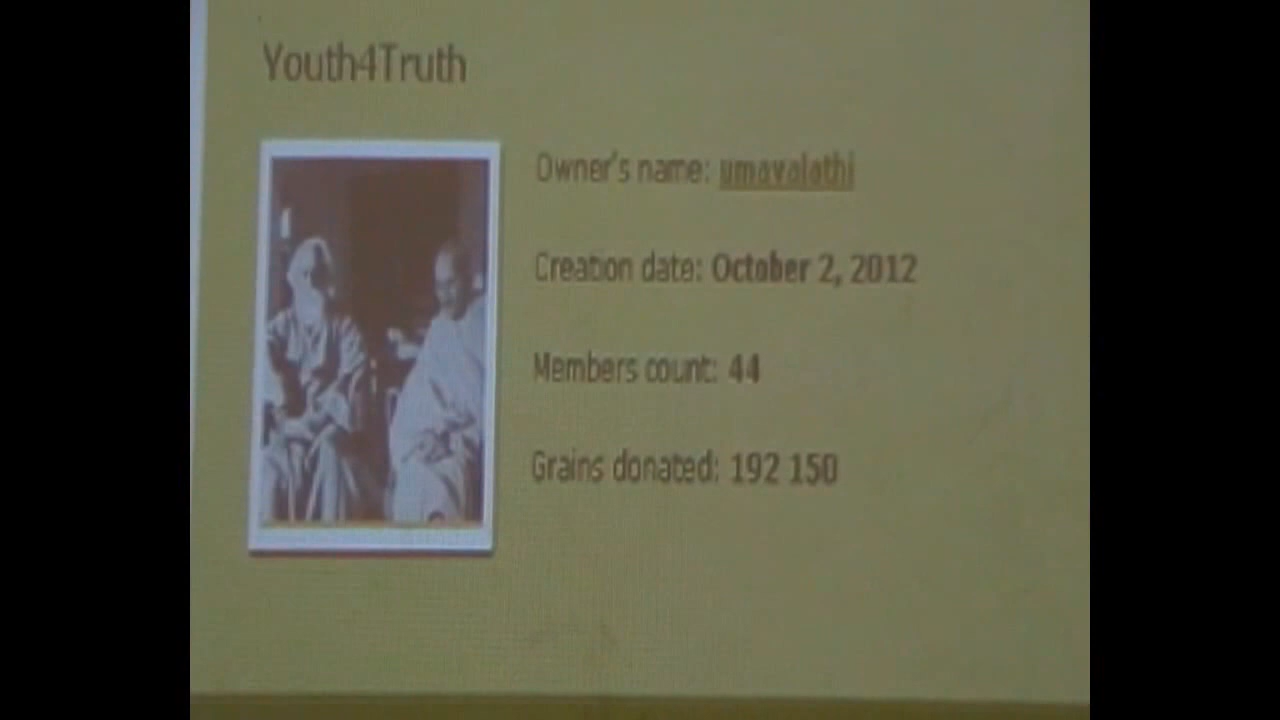 Youth4Truth
Owner's name: umavalathi
Creation date: October 2, 2012
Members count: 44
Grains donated: 192 150